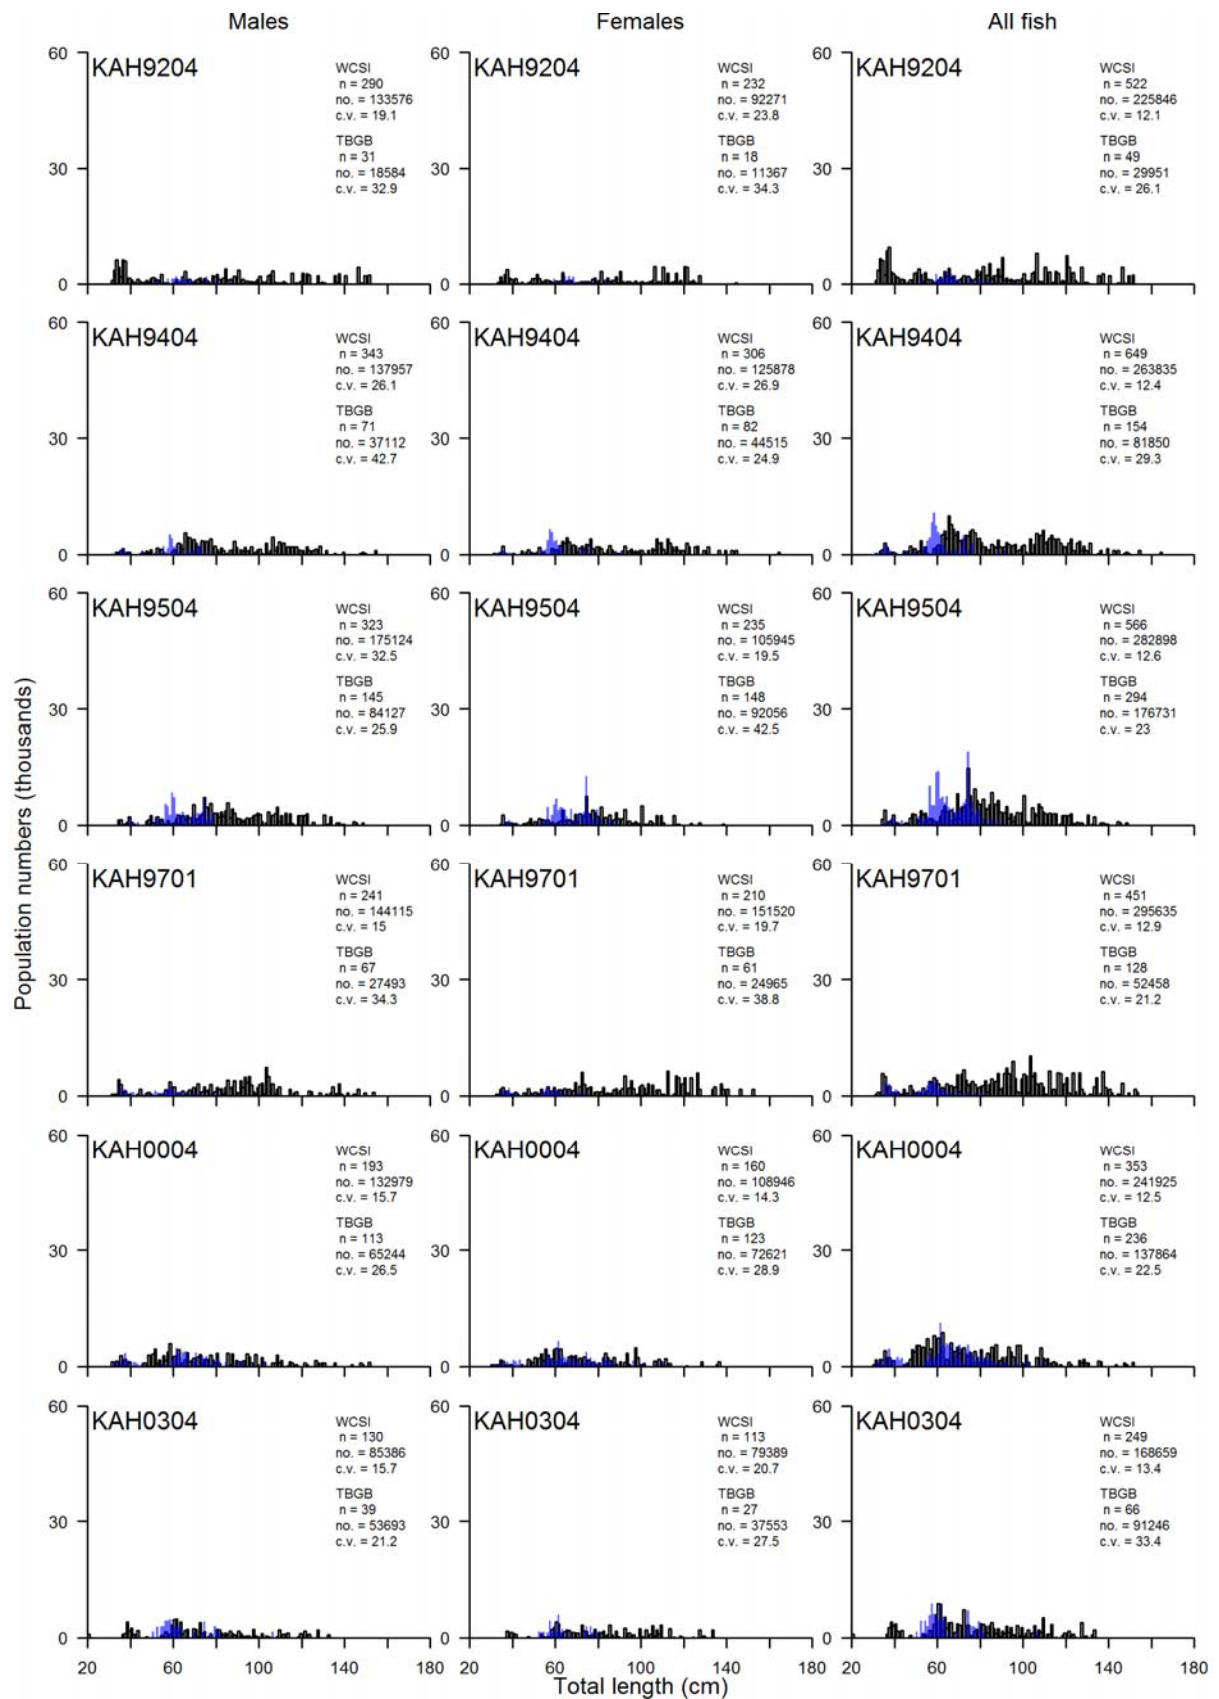 Males Females All fish
Population numbers (thousands)
60
30
0
KAH9204
WCSI
n = 290
no. = 133576
c.v. = 19.1
TBGB
n = 31
no. = 18584
c.v. = 32.9
60
30
0
KAH9204
WCSI
n = 232
no. = 92271
c.v. = 23.8
TBGB
n = 18
no. = 11367
c.v. = 34.3
60
30
0
KAH9204
WCSI
n = 522
no. = 225846
c.v. = 12.1
TBGB
n = 49
no. = 29951
c.v. = 26.1
60
30
0
KAH9404
WCSI
n = 343
no. = 137957
c.v. = 26.1
TBGB
n = 71
no. = 37112
c.v. = 42.7
60
30
0
KAH9404
WCSI
n = 306
no. = 125878
c.v. = 26.9
TBGB
n = 82
no. = 44515
c.v. = 24.9
60
30
0
KAH9404
WCSI
n = 649
no. = 263835
c.v. = 12.4
TBGB
n = 154
no. = 81850
c.v. = 29.3
60
30
0
KAH9504
WCSI
n = 323
no. = 175124
c.v. = 32.5
TBGB
n = 145
no. = 84127
c.v. = 25.9
60
30
0
KAH9504
WCSI
n = 235
no. = 105945
c.v. = 19.5
TBGB
n = 148
no. = 92056
c.v. = 42.5
60
30
0
KAH9504
WCSI
n = 566
no. = 282898
c.v. = 12.6
TBGB
n = 294
no. = 176731
c.v. = 23
60
30
0
KAH9701
WCSI
n = 241
no. = 144115
c.v. = 15
TBGB
n = 67
no. = 27493
c.v. = 34.3
60
30
0
KAH9701
WCSI
n = 210
no. = 151520
c.v. = 19.7
TBGB
n = 61
no. = 24965
c.v. = 38.8
60
30
0
KAH9701
WCSI
n = 451
no. = 295635
c.v. = 12.9
TBGB
n = 128
no. = 52458
c.v. = 21.2
60
30
0
KAH0004
WCSI
n = 193
no. = 132979
c.v. = 15.7
TBGB
n = 113
no. = 65244
c.v. = 26.5
60
30
0
KAH0004
WCSI
n = 160
no. = 108946
c.v. = 14.3
TBGB
n = 123
no. = 72621
c.v. = 28.9
60
30
0
KAH0004
WCSI
n = 353
no. = 241925
c.v. = 12.5
TBGB
n = 236
no. = 137864
c.v. = 22.5
60
30
0
KAH0304
WCSI
n = 130
no. = 85386
c.v. = 15.7
TBGB
n = 39
no. = 53693
c.v. = 21.2
60
30
0
KAH0304
WCSI
n = 113
no. = 79389
c.v. = 20.7
TBGB
n = 27
no. = 37553
c.v. = 27.5
60
30
0
KAH0304
WCSI
n = 249
no. = 168659
c.v. = 13.4
TBGB
n = 66
no. = 91246
c.v. = 33.4
20 60 100 140 180 20 60 100 140 180 20 60 100 140 180
Total length (cm)